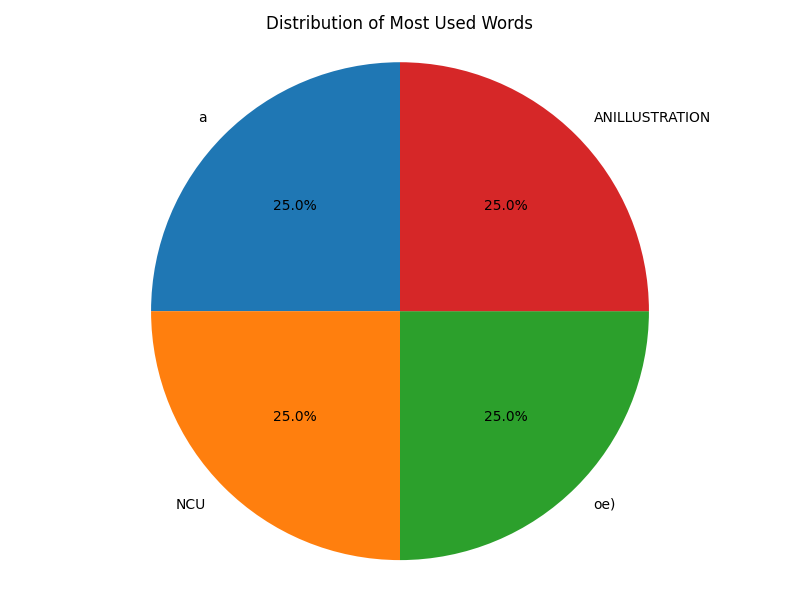 Distribution of Most Used Words
a
ANILLUSTRATION
25.0%
25.0%
25.0%
25.0%
NCU
oe)